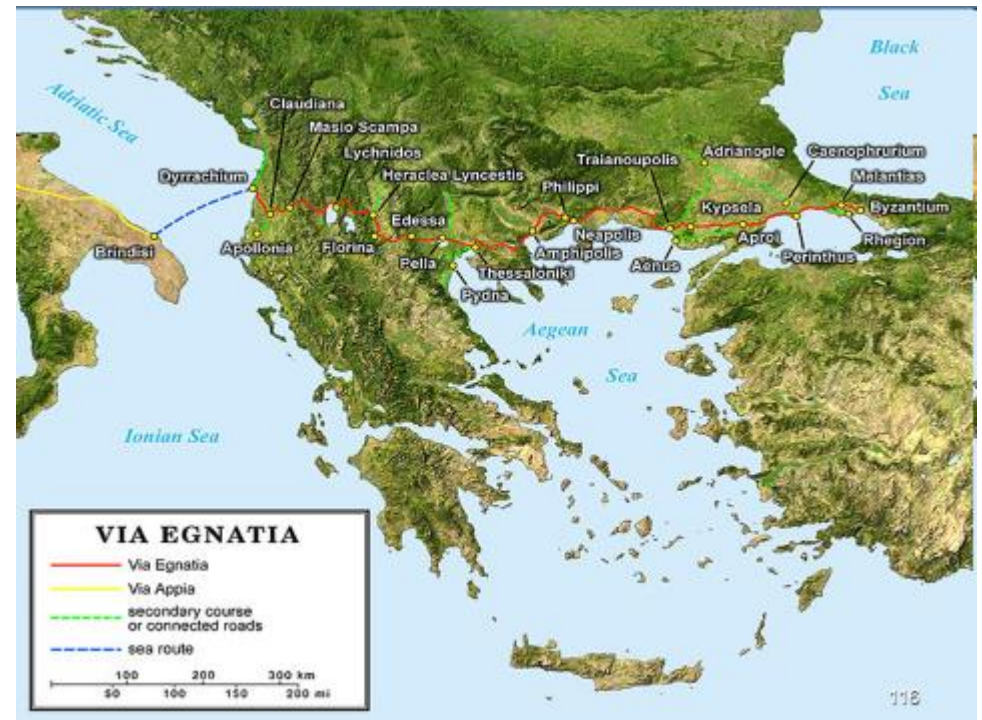 Black
Sea
Adriatic Sea
Claudiana
Masio Scampa
Lychnidos
Heraclea Lyncestis
Dyrrachium
Traianoupolis
Adrianople
Caenophrurium
Melantias
Philippi
Kypsela
Byzantium
Edessa
Neapolis
Rhegion
Brindisi
Apollonia
Florina
Amphipolis
Aproi
Perinthus
Pella
Aenus
Thessaloniki
Pydna
Aegean
Sea
Ionian Sea
VIA EGNATIA
Via Egnatia
Via Appia
secondary course
or connected roads
sea route
100 200 300 km
50 100 150 200 mi
116